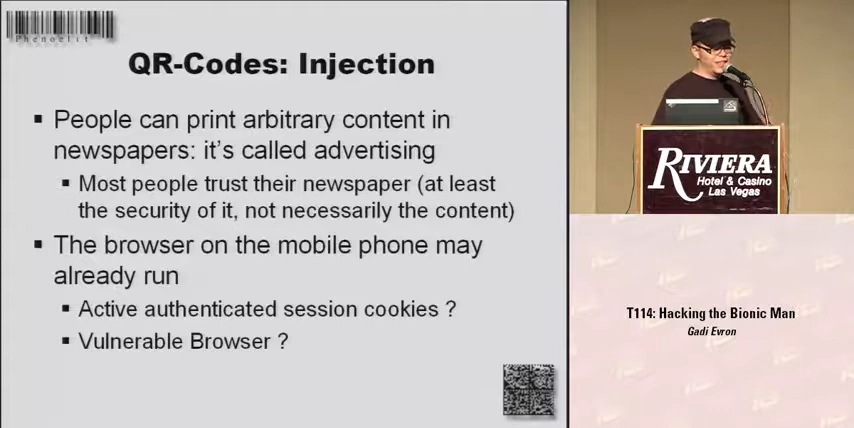 Phenoelit
QR-Codes: Injection
▪ People can print arbitrary content in
newspapers: it's called advertising
▪ Most people trust their newspaper (at least
the security of it, not necessarily the content)
▪ The browser on the mobile phone may
already run
▪ Active authenticated session cookies ?
▪ Vulnerable Browser ?
RIVIERA
Hotel & Casino
Las Vegas
T114: Hacking the Bionic Man
Gadi Evron